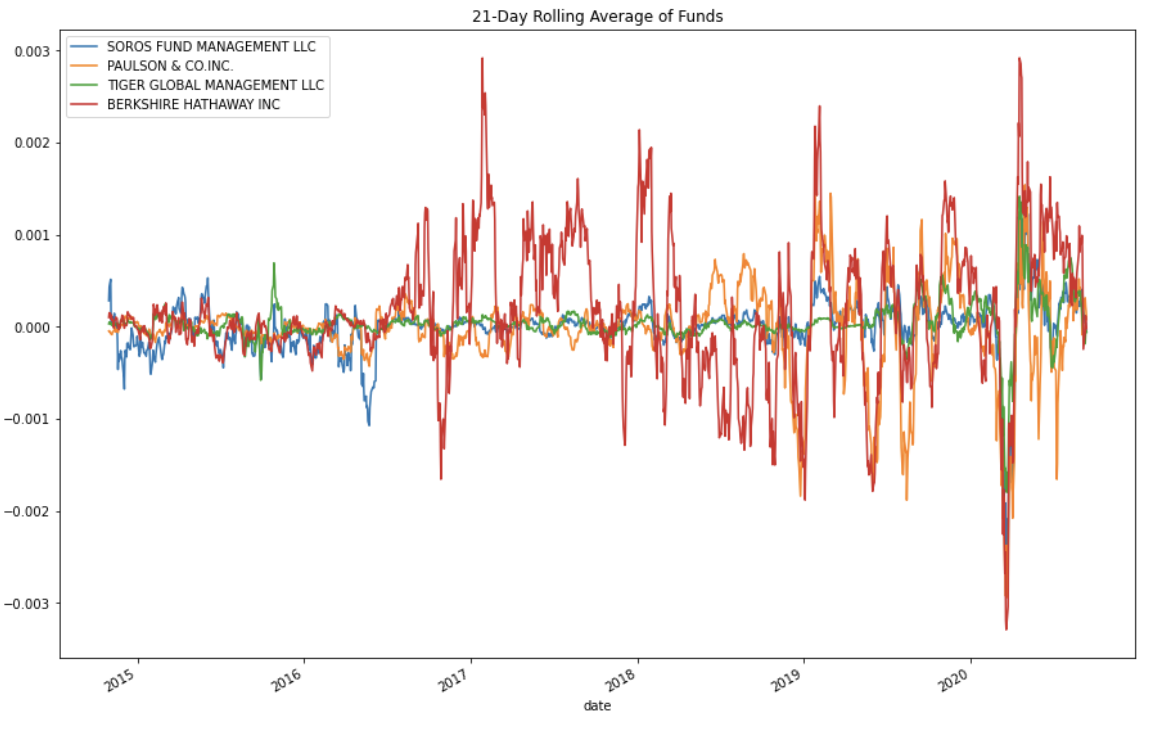 21-Day Rolling Average of Funds
SOROS FUND MANAGEMENT LLC
PAULSON & CO.INC.
TIGER GLOBAL MANAGEMENT LLC
BERKSHIRE HATHAWAY INC
0.003
0.002
0.001
0.000
−0.001
−0.002
−0.003
2015
2016
2017
2018
2019
2020
date